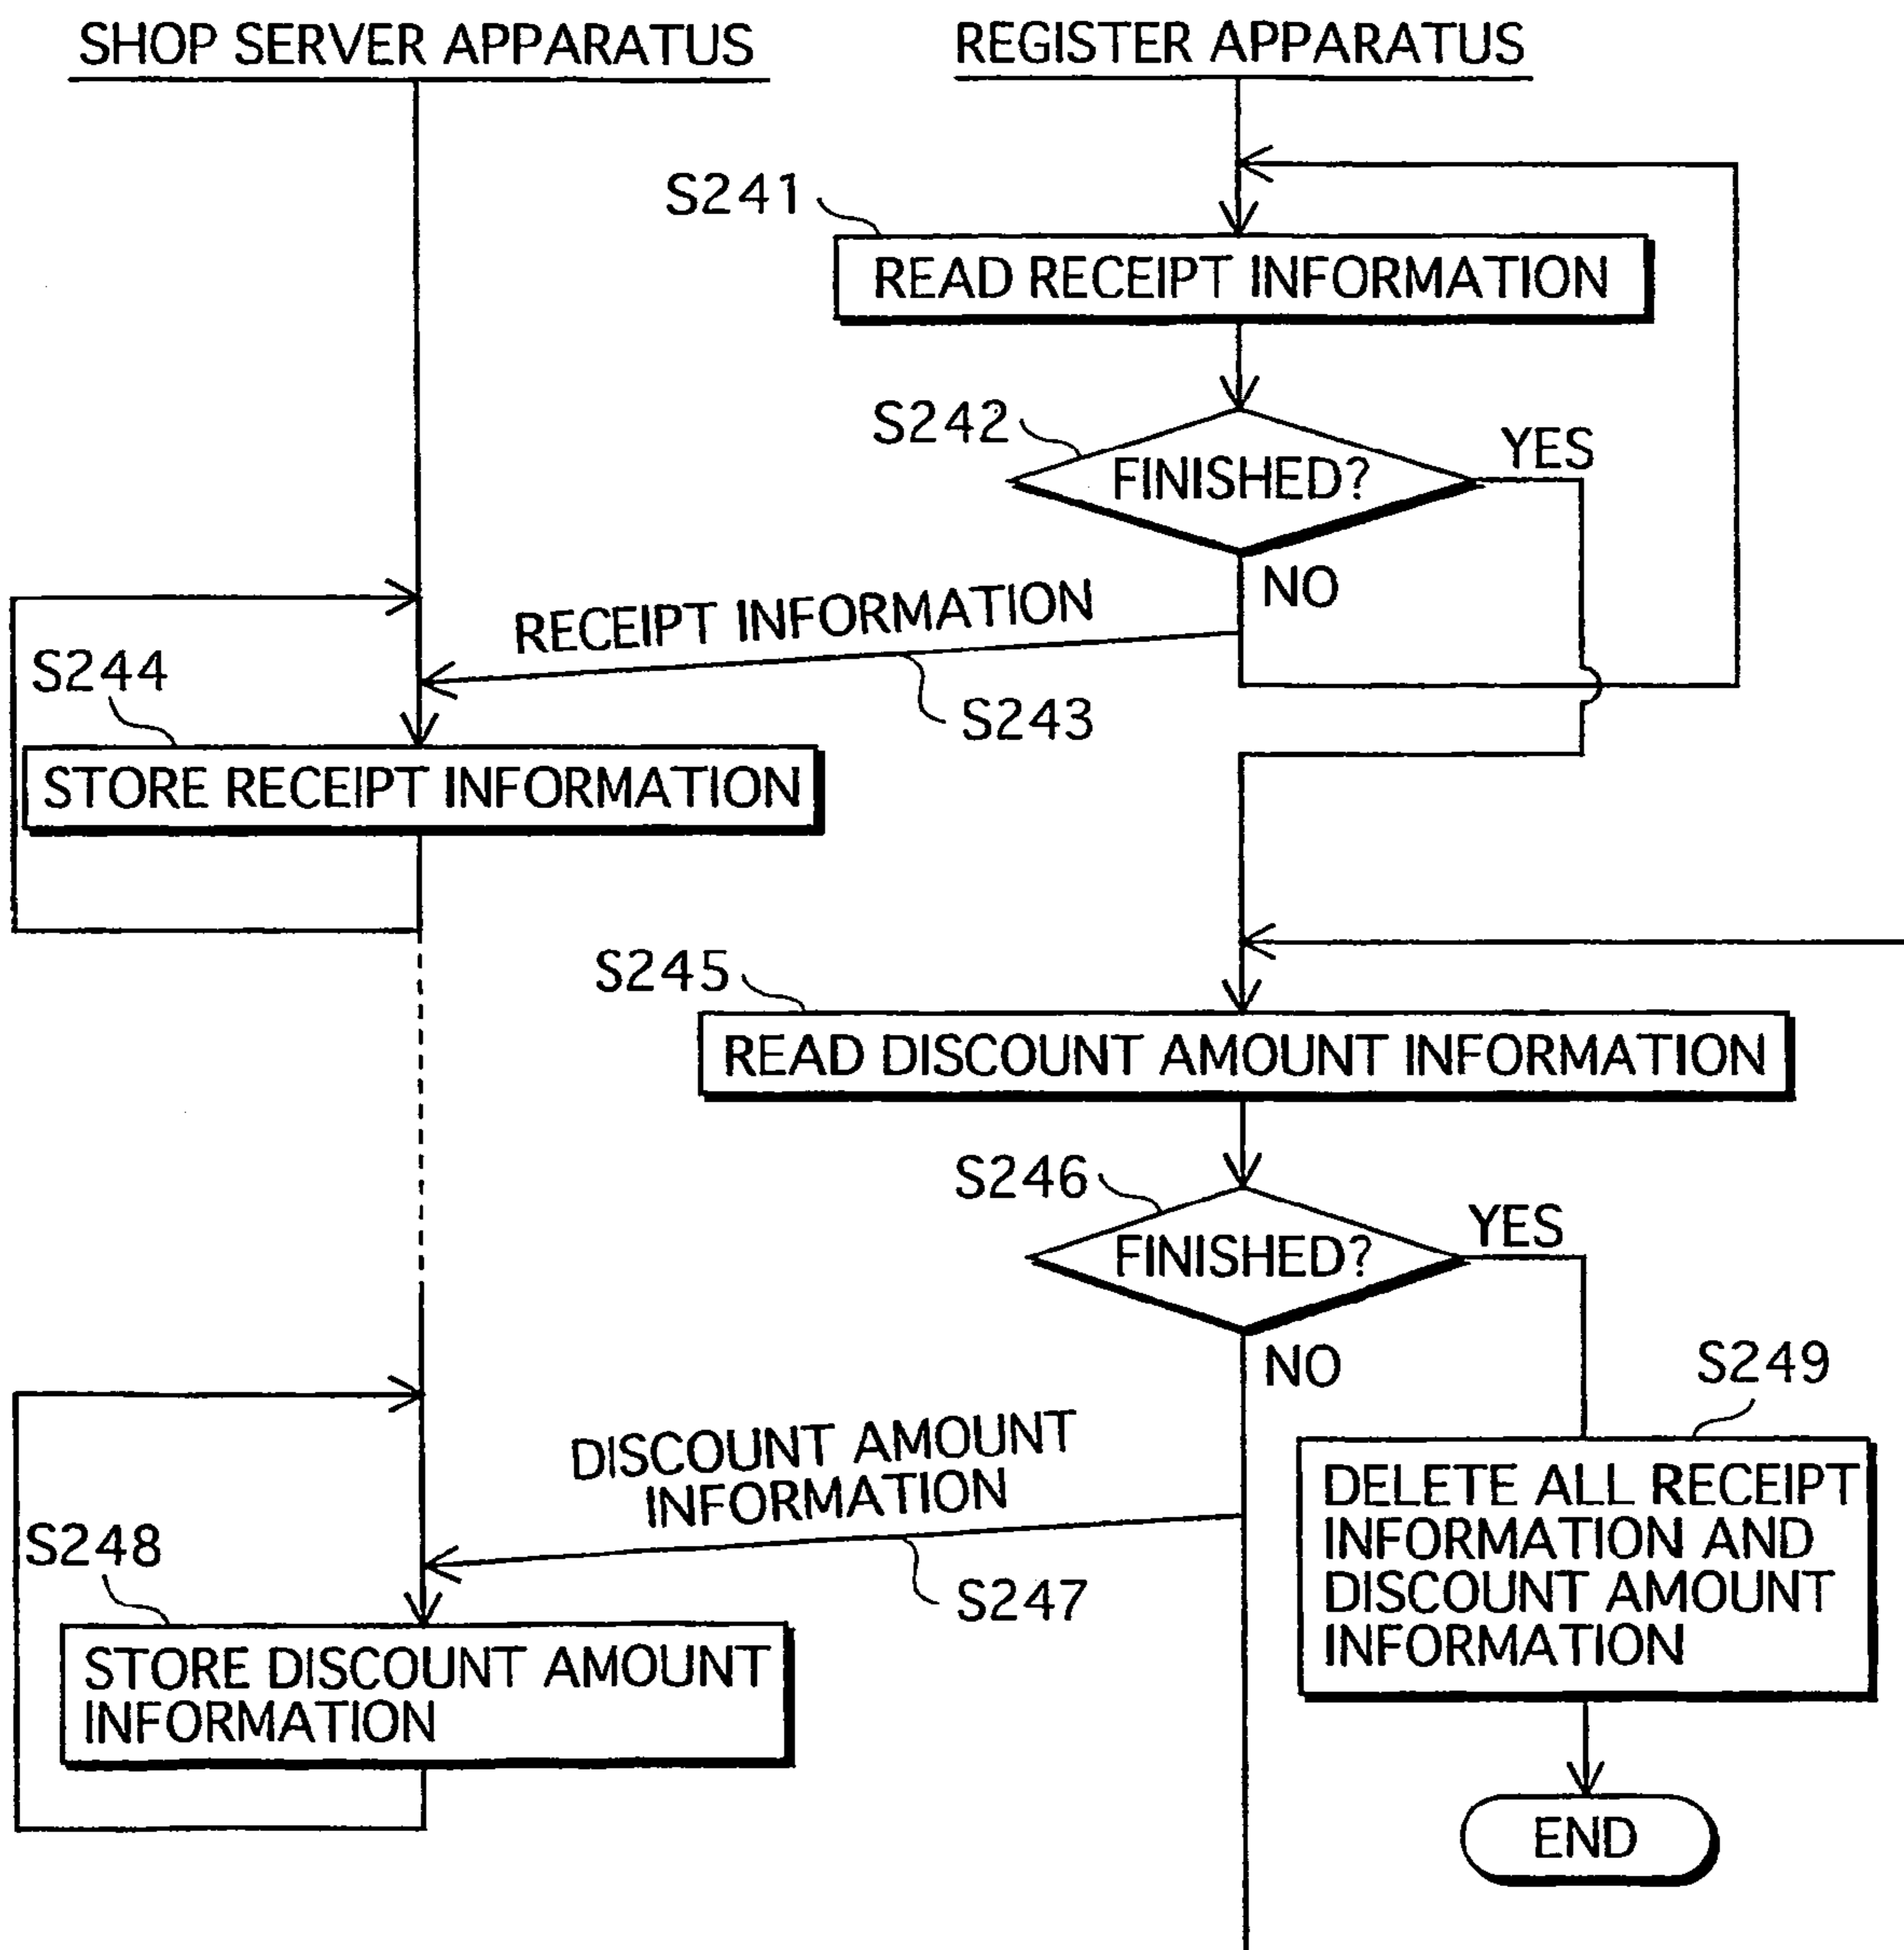 SHOP SERVER APPARATUS
REGISTER APPARATUS
S241
READ RECEIPT INFORMATION
S242
FINISHED?
YES
NO
RECEIPT INFORMATION
S243
S244
STORE RECEIPT INFORMATION
S245
READ DISCOUNT AMOUNT INFORMATION
S246
FINISHED?
YES
NO
DISCOUNT AMOUNT
INFORMATION
S247
S248
STORE DISCOUNT AMOUNT
INFORMATION
S249
DELETE ALL RECEIPT
INFORMATION AND
DISCOUNT AMOUNT
INFORMATION
END